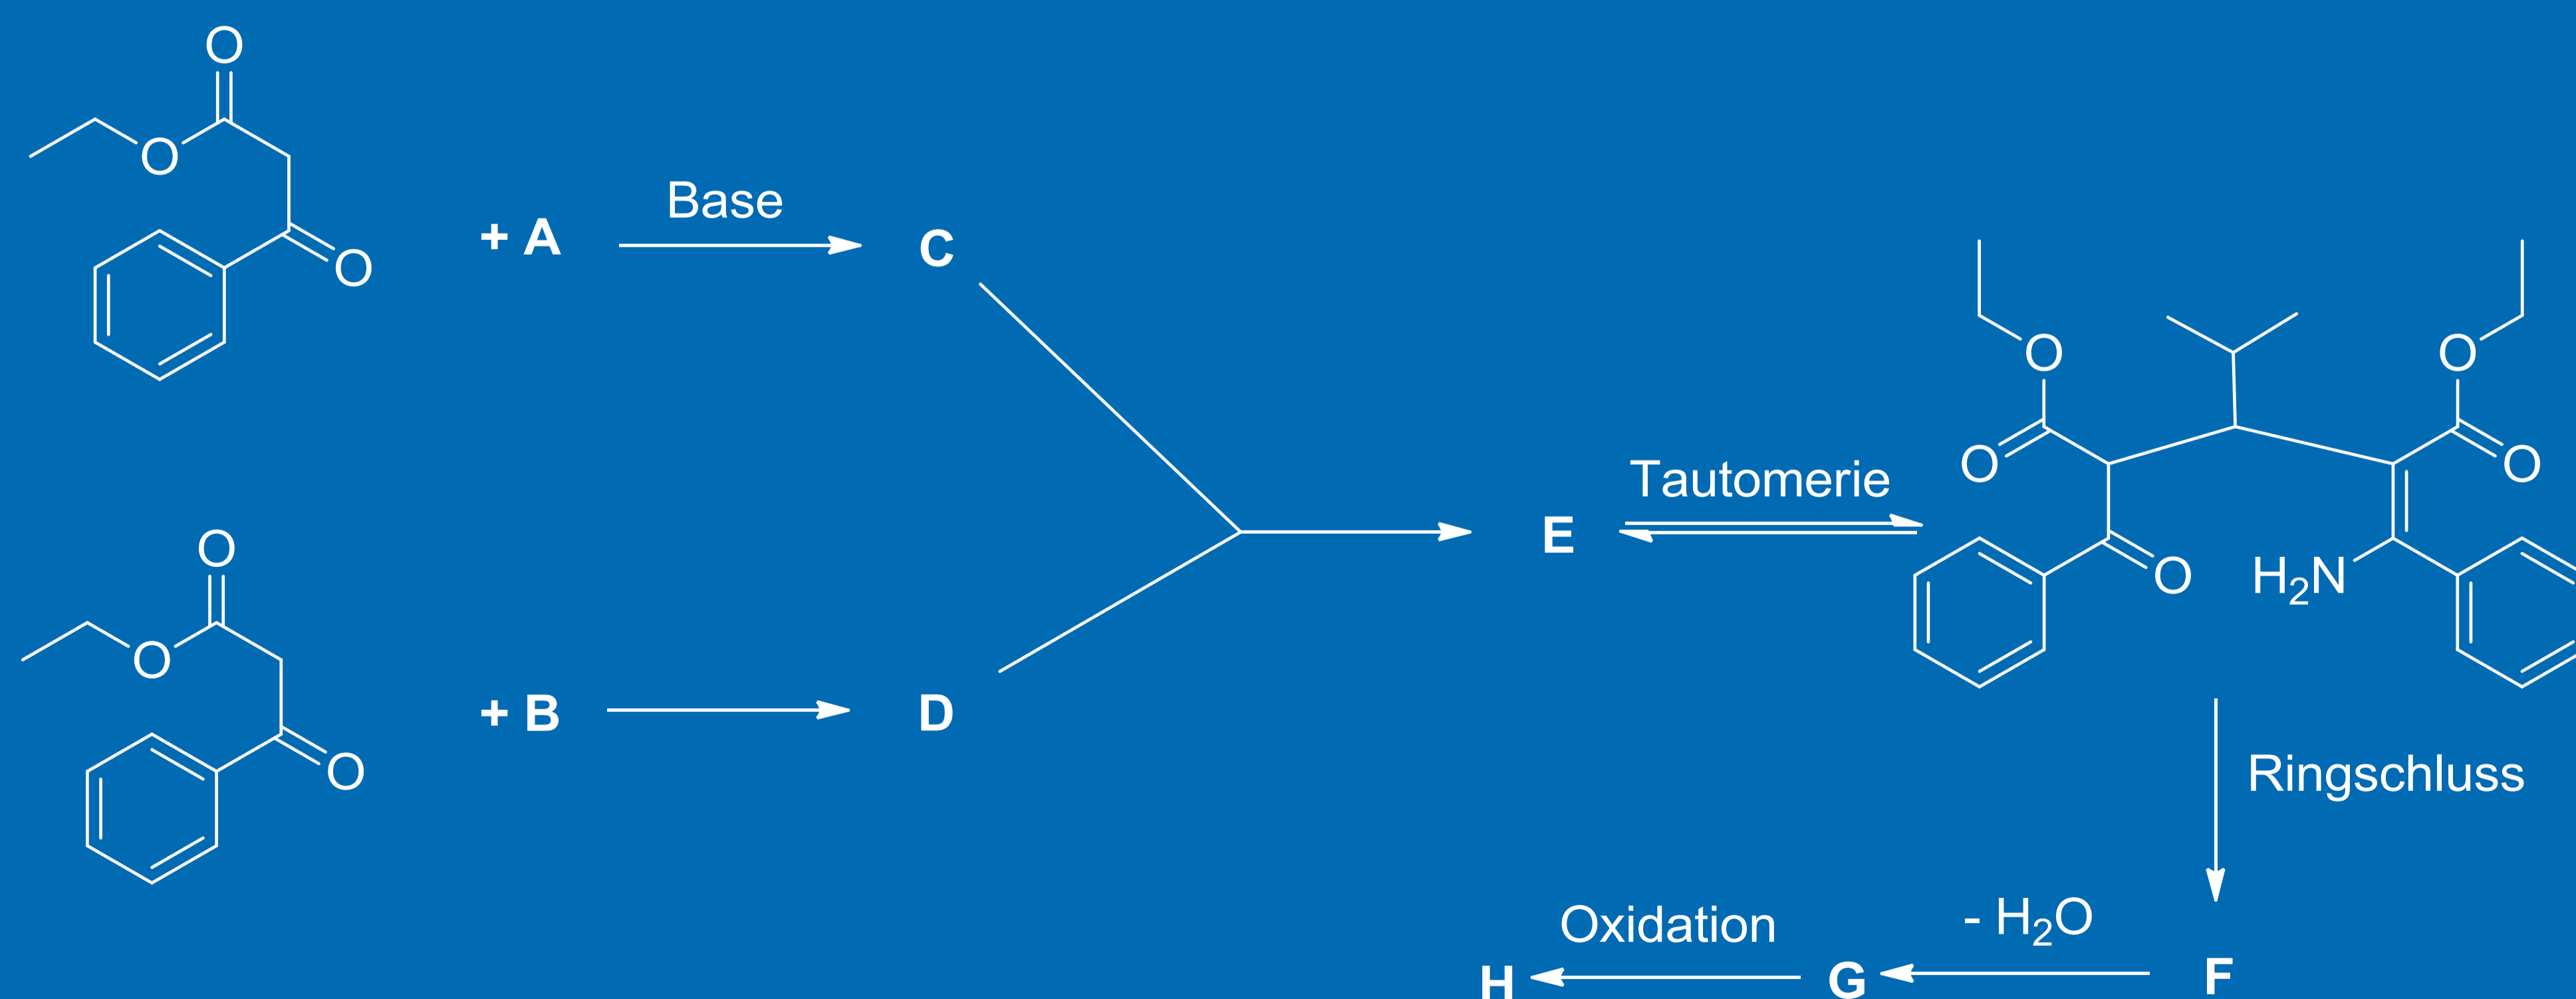 O
O
O
+ A
Base
C
O
O
O
+ B
D
E
Tautomerie
O
O
O
O
O
H₂N
Ringschluss
F
- H₂O
G
Oxidation
H